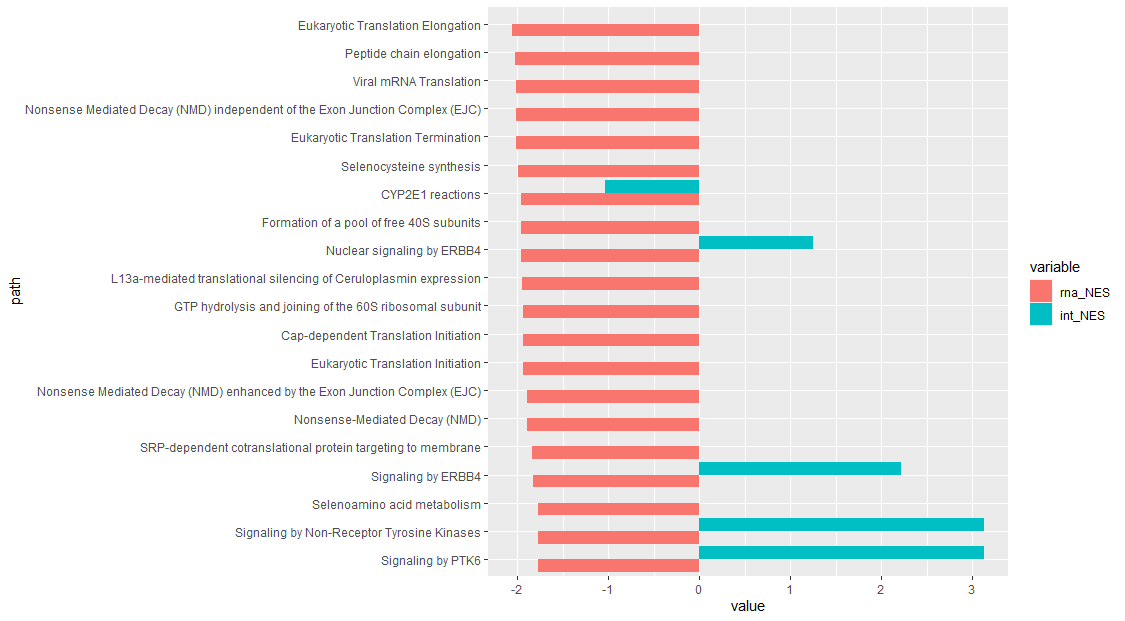 Eukaryotic Translation Elongation
Peptide chain elongation
Viral mRNA Translation
Nonsense Mediated Decay (NMD) independent of the Exon Junction Complex (EJC)
Eukaryotic Translation Termination
Selenocysteine synthesis
CYP2E1 reactions
Formation of a pool of free 40S subunits
Nuclear signaling by ERBB4
L13a-mediated translational silencing of Ceruloplasmin expression
GTP hydrolysis and joining of the 60S ribosomal subunit
Cap-dependent Translation Initiation
Eukaryotic Translation Initiation
Nonsense Mediated Decay (NMD) enhanced by the Exon Junction Complex (EJC)
Nonsense-Mediated Decay (NMD)
SRP-dependent cotranslational protein targeting to membrane
Signaling by ERBB4
Selenoamino acid metabolism
Signaling by Non-Receptor Tyrosine Kinases
Signaling by PTK6
path
-2 -1 0 1 2 3
value
variable
rna_NES
int_NES